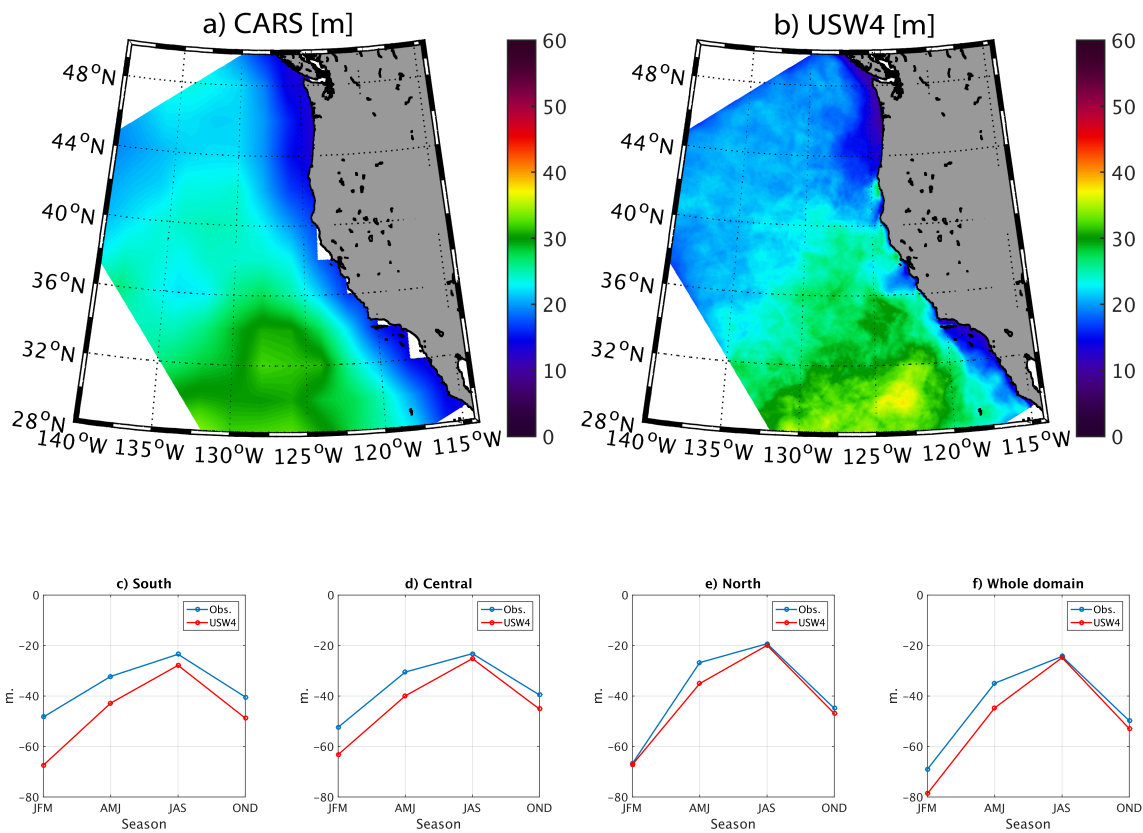 a) CARS [m]
b) USW4 [m]
48°N
44°N
40°N
36°N
32°N
28°N
140°W
135°W
130°W
125°W
120°W
115°W
60
50
40
30
20
10
0
48°N
44°N
40°N
36°N
32°N
28°N
140°W
135°W
130°W
125°W
120°W
115°W
60
50
40
30
20
10
0
c) South
0
−20
−40
−60
−80
m.
Obs.
USW4
JFM
AMJ
JAS
OND
Season
d) Central
0
−20
−40
−60
−80
m.
Obs.
USW4
JFM
AMJ
JAS
OND
Season
e) North
0
−20
−40
−60
−80
m.
Obs.
USW4
JFM
AMJ
JAS
OND
Season
f) Whole domain
0
−20
−40
−60
−80
m.
Obs.
USW4
JFM
AMJ
JAS
OND
Season